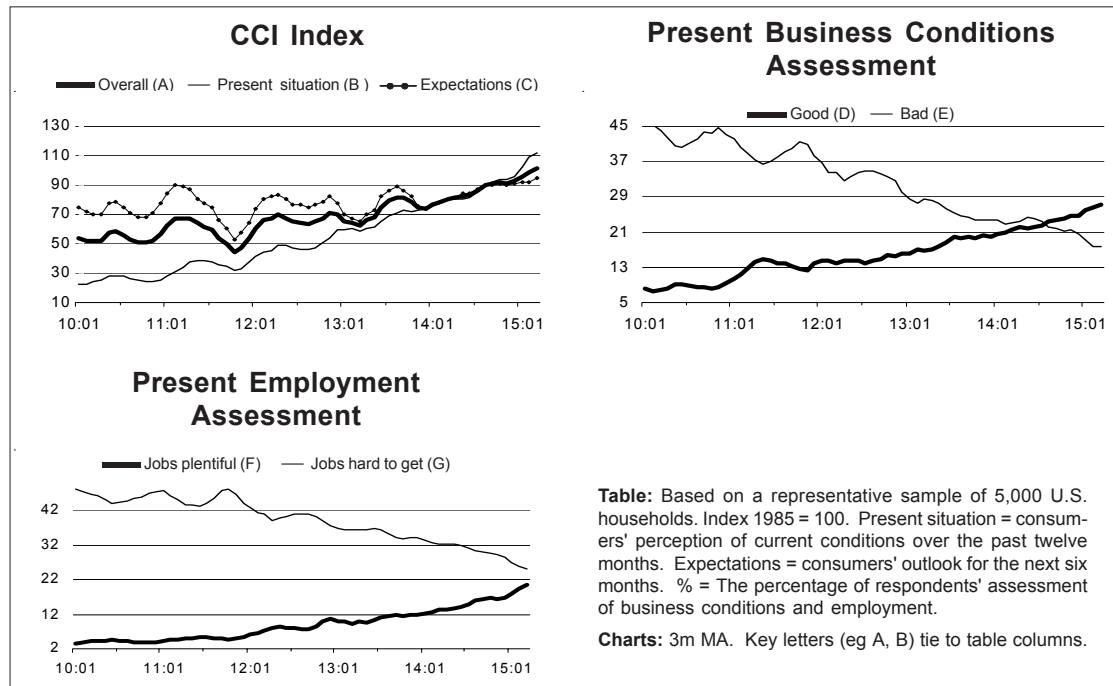 CCI Index
Overall (A) Present situation (B ) Expectations (C)
130
110
90
70
50
30
10
10:01 11:01 12:01 13:01 14:01 15:01
Present Business Conditions
Assessment
Good (D) Bad (E)
45
37
29
21
13
5
10:01 11:01 12:01 13:01 14:01 15:01
Present Employment
Assessment
Jobs plentiful (F) Jobs hard to get (G)
42
32
22
12
2
10:01 11:01 12:01 13:01 14:01 15:01
Table: Based on a representative sample of 5,000 U.S.
households. Index 1985 = 100. Present situation = consum-
ers' perception of current conditions over the past twelve
months. Expectations = consumers' outlook for the next six
months. % = The percentage of respondents' assessment
of business conditions and employment.
Charts: 3m MA. Key letters (eg A, B) tie to table columns.